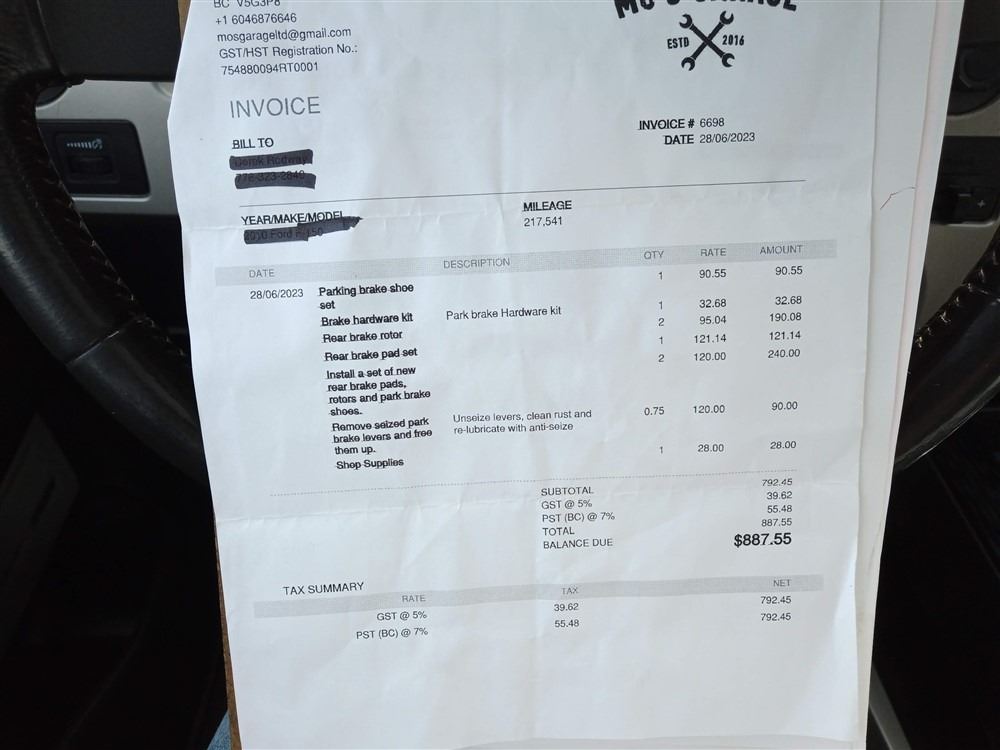 BC V5G3P8
+1 6046876646
mosgarageltd@gmail.com
GST/HST Registration No.:
754880094RT0001
MO'S GARAGE
ESTD 2016
INVOICE
INVOICE # 6698
DATE 28/06/2023
BILL TO
YEAR/MAKE/MODEL
MILEAGE
217,541
DATE DESCRIPTION QTY RATE AMOUNT
28/06/2023 Parking brake shoe 1 90.55 90.55
set
Brake hardware kit Park brake Hardware kit 1 32.68 32.68
Rear brake rotor 2 95.04 190.08
Rear brake pad set 1 121.14 121.14
Install a set of new 2 120.00 240.00
rear brake pads,
rotors and park brake
shoes.
Remove seized park Unseize levers, clean rust and 0.75 120.00 90.00
brake levers and free re-lubricate with anti-seize
them up.
Shop Supplies 1 28.00 28.00
SUBTOTAL 792.45
GST @ 5% 39.62
PST (BC) @ 7% 55.48
TOTAL 887.55
BALANCE DUE $887.55
TAX SUMMARY
RATE TAX NET
GST @ 5% 39.62 792.45
PST (BC) @ 7% 55.48 792.45